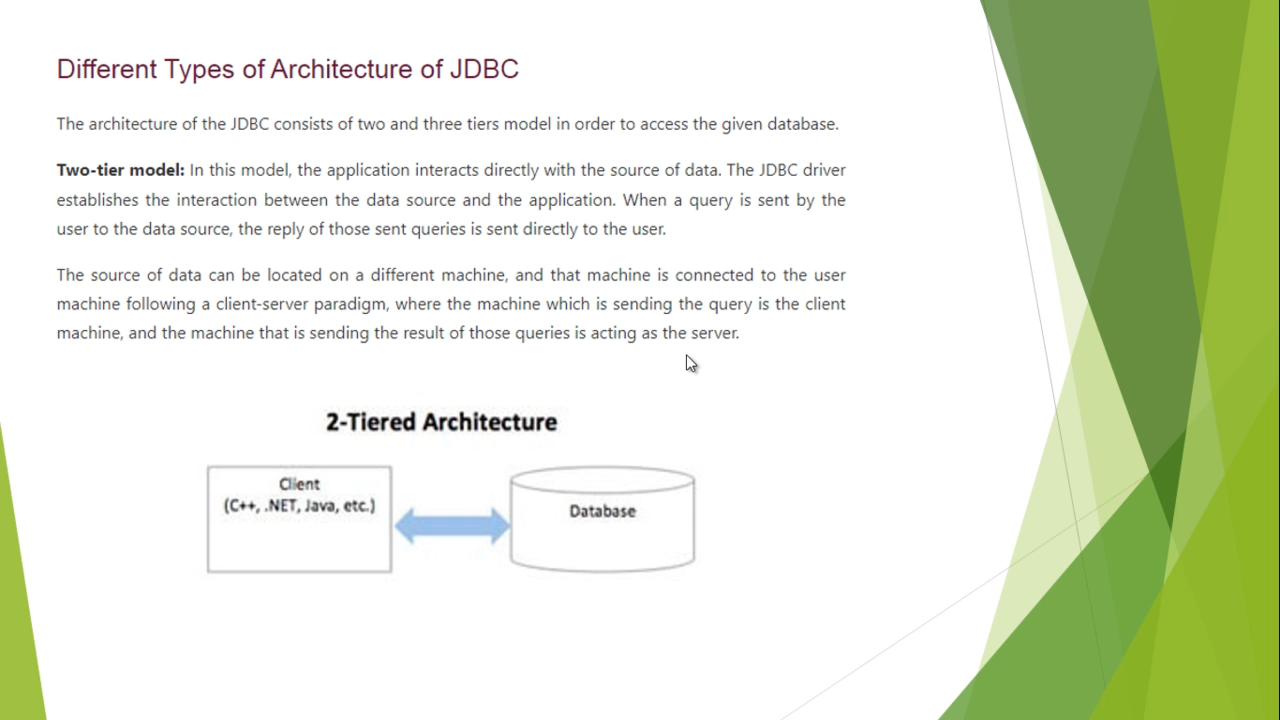 Different Types of Architecture of JDBC
The architecture of the JDBC consists of two and three tiers model in order to access the given database.
Two-tier model: In this model, the application interacts directly with the source of data. The JDBC driver
establishes the interaction between the data source and the application. When a query is sent by the
user to the data source, the reply of those sent queries is sent directly to the user.
The source of data can be located on a different machine, and that machine is connected to the user
machine following a client-server paradigm, where the machine which is sending the query is the client
machine, and the machine that is sending the result of those queries is acting as the server.
2-Tiered Architecture
Client
(C++, .NET, Java, etc.)
Database